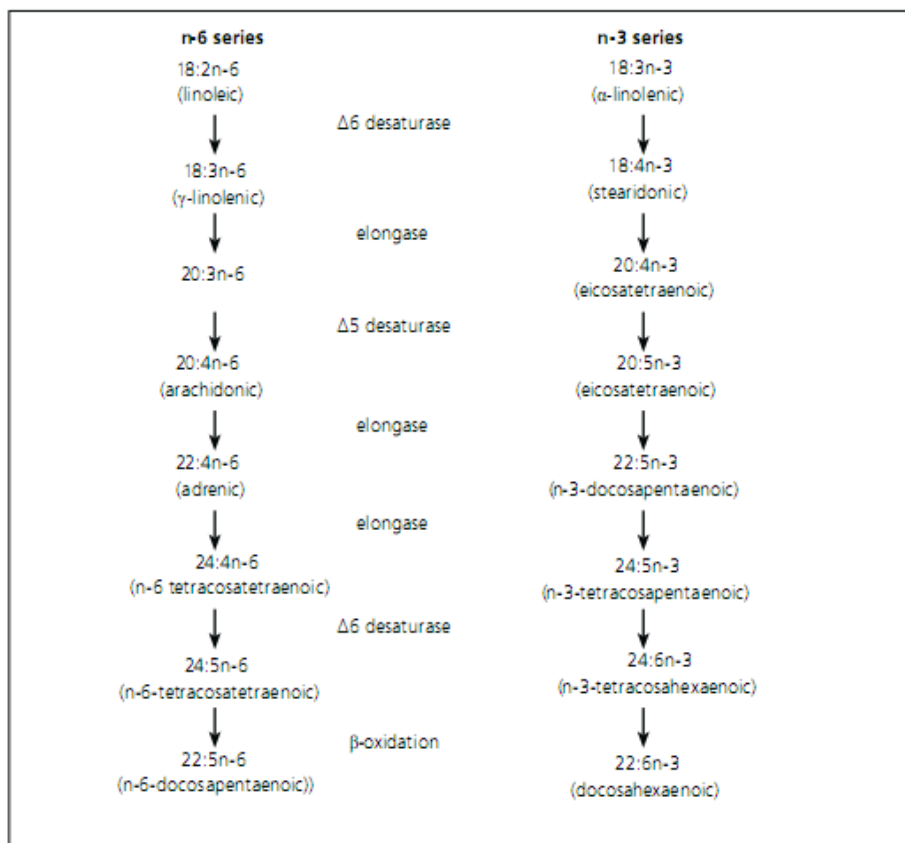 n-6 series
18:2n-6
(linoleic)
18:3n-6
(γ-linolenic)
20:3n-6
20:4n-6
(arachidonic)
22:4n-6
(adrenic)
24:4n-6
(n-6 tetracosatetraenoic)
24:5n-6
(n-6-tetracosatetraenoic)
22:5n-6
(n-6-docosapentaenoic))
Δ6 desaturase
elongase
Δ5 desaturase
elongase
elongase
Δ6 desaturase
β-oxidation
n-3 series
18:3n-3
(α-linolenic)
18:4n-3
(stearidonic)
20:4n-3
(eicosatetraenoic)
20:5n-3
(eicosatetraenoic)
22:5n-3
(n-3-docosapentaenoic)
24:5n-3
(n-3-tetracosapentaenoic)
24:6n-3
(n-3-tetracosahexaenoic)
22:6n-3
(docosahexaenoic)